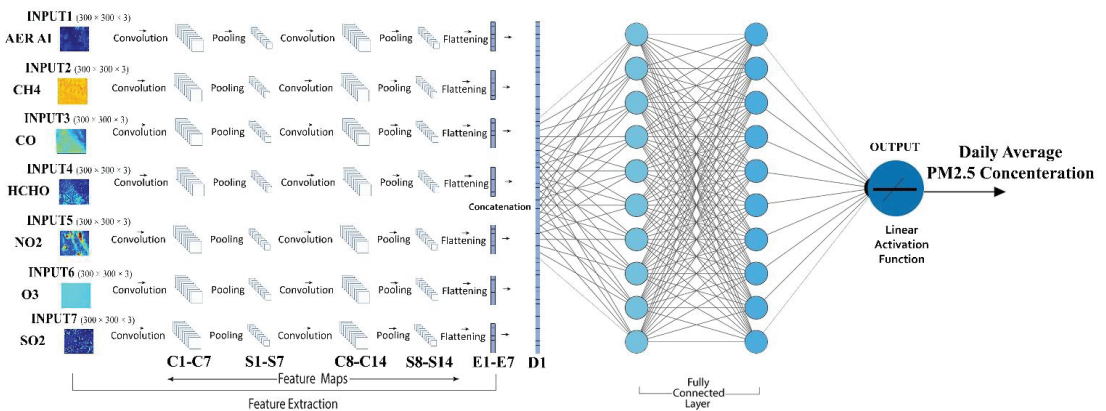 INPUT1 (300 × 300 × 3)
AER AI Convolution Pooling Convolution Pooling Flattening
INPUT2 (300 × 300 × 3)
CH4 Convolution Pooling Convolution Pooling Flattening
INPUT3 (300 × 300 × 3)
CO Convolution Pooling Convolution Pooling Flattening
INPUT4 (300 × 300 × 3)
HCHO Convolution Pooling Convolution Pooling Flattening
Concatenation
INPUT5 (300 × 300 × 3)
NO2 Convolution Pooling Convolution Pooling Flattening
INPUT6 (300 × 300 × 3)
O3 Convolution Pooling Convolution Pooling Flattening
INPUT7 (300 × 300 × 3)
SO2 Convolution Pooling Convolution Pooling Flattening
C1-C7 S1-S7 C8-C14 S8-S14 E1-E7 D1
Feature Maps
Feature Extraction
Fully
Connected
Layer
OUTPUT
Linear
Activation
Function
Daily Average
PM2.5 Concenteration